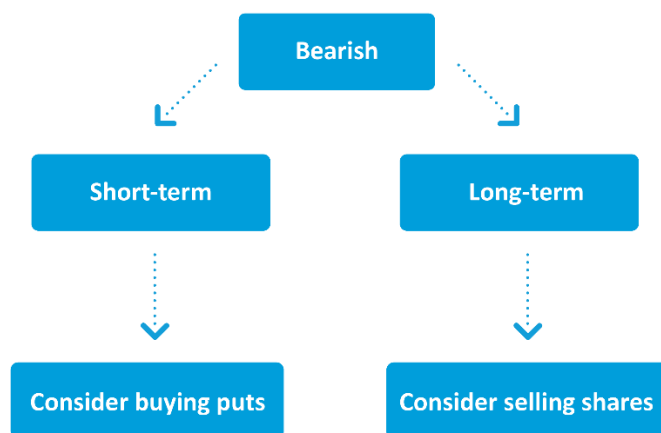 Bearish
Short-term
Long-term
Consider buying puts
Consider selling shares